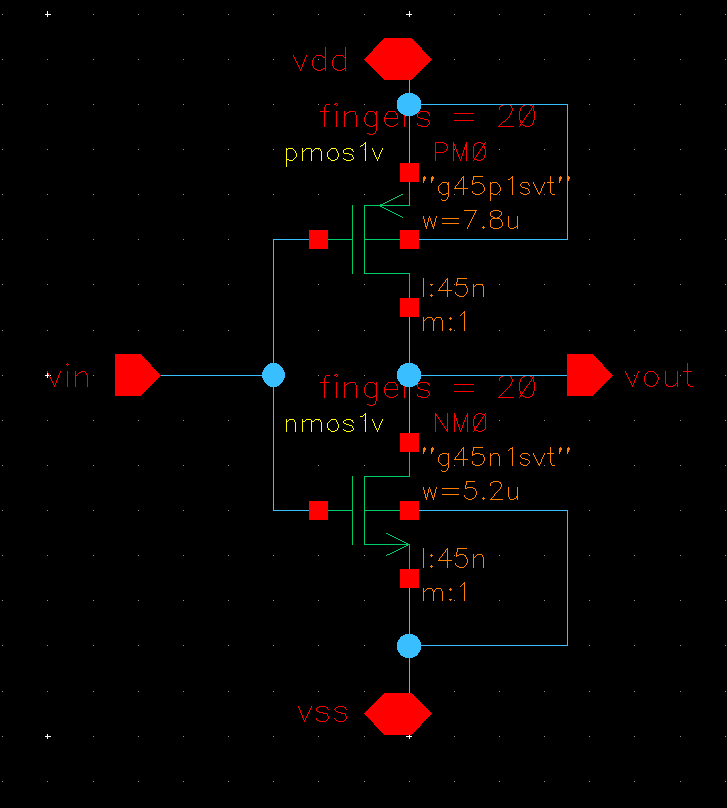 vdd
fingers = 20
pmos1v
PM0
"g45p1svt"
w=7.8u
l:45n
m:1
vin
vout
fingers = 20
nmos1v
NM0
"g45n1svt"
w=5.2u
l:45n
m:1
vss